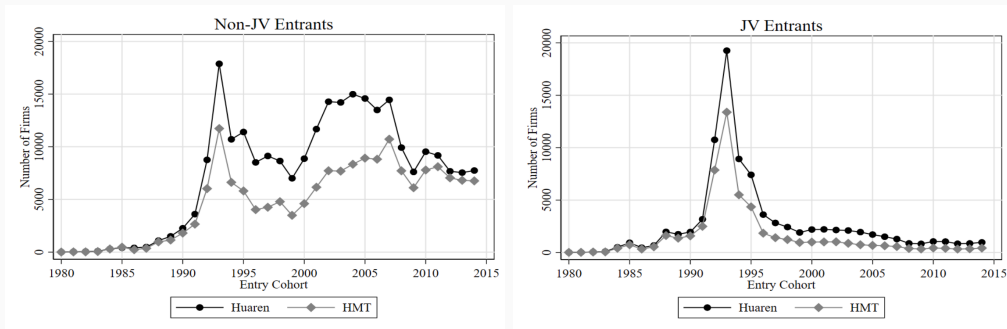 Non-JV Entrants
Number of Firms
20000
15000
10000
5000
0
1980 1985 1990 1995 2000 2005 2010 2015
Entry Cohort
Huaren HMT
JV Entrants
Number of Firms
20000
15000
10000
5000
0
1980 1985 1990 1995 2000 2005 2010 2015
Entry Cohort
Huaren HMT